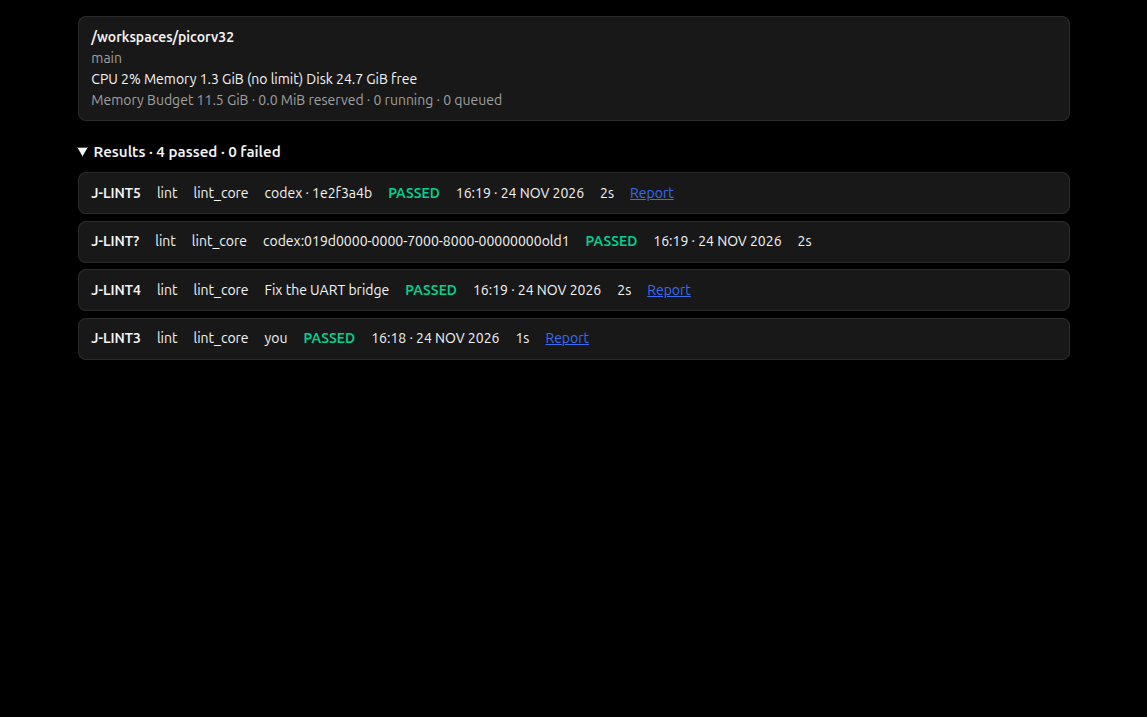 /workspaces/picorv32
main
CPU 2% Memory 1.3 GiB (no limit) Disk 24.7 GiB free
Memory Budget 11.5 GiB · 0.0 MiB reserved · 0 running · 0 queued
▼ Results · 4 passed · 0 failed
J-LINT5 lint lint_core codex · 1e2f3a4b PASSED 16:19 · 24 NOV 2026 2s Report
J-LINT? lint lint_core codex:019d0000-0000-7000-8000-00000000old1 PASSED 16:19 · 24 NOV 2026 2s
J-LINT4 lint lint_core Fix the UART bridge PASSED 16:19 · 24 NOV 2026 2s Report
J-LINT3 lint lint_core you PASSED 16:18 · 24 NOV 2026 1s Report